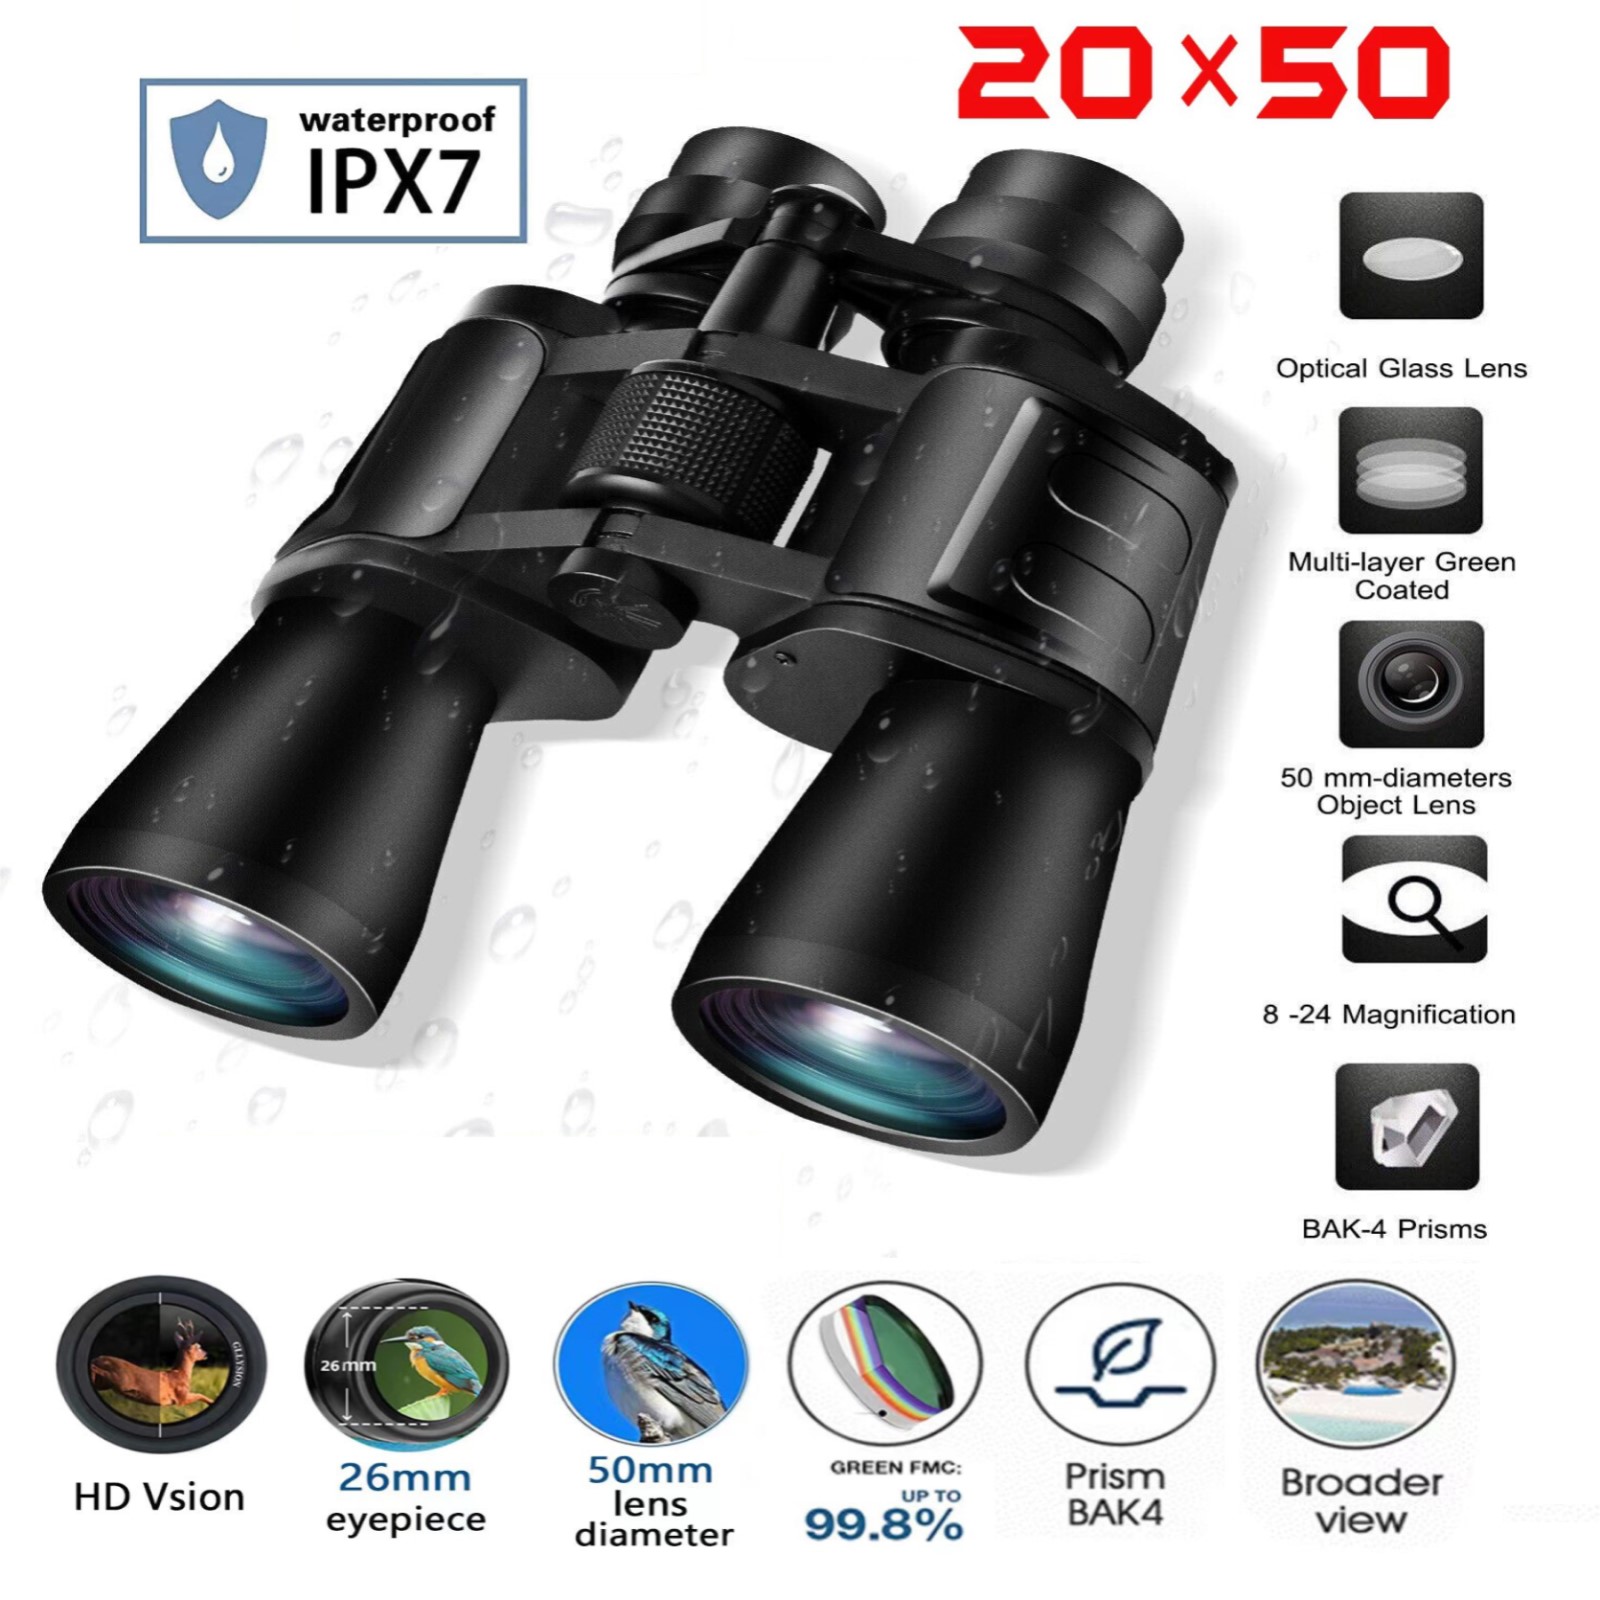 20×50
waterproof
IPX7
Optical Glass Lens
Multi-layer Green
Coated
50 mm-diameters
Object Lens
8 -24 Magnification
BAK-4 Prisms
26mm
HD Vsion
26mm
eyepiece
50mm
lens
diameter
GREEN FMC:
UP TO
99.8%
Prism
BAK4
Broader
view